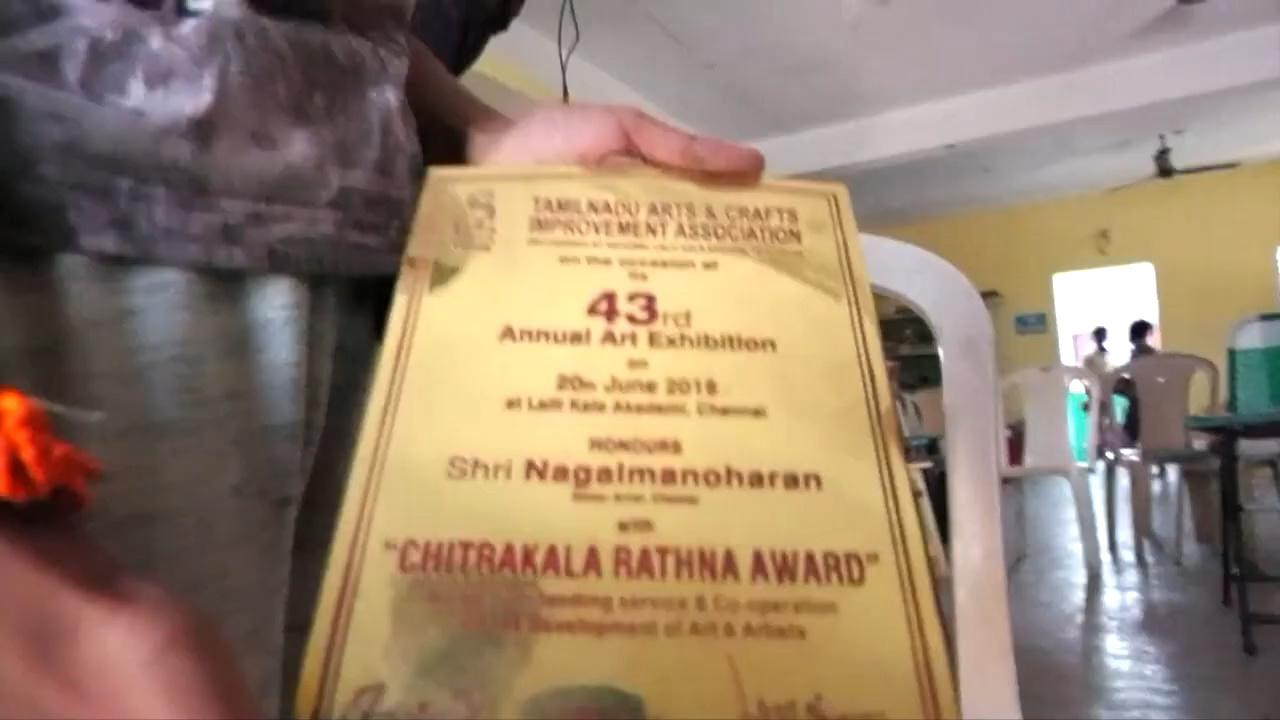 TAMILNADU ARTS & CRAFTS
IMPROVEMENT ASSOCIATION
on the occasion of
its
43rd
Annual Art Exhibition
on
20th June 2018
at Lalit Kala Akademi, Chennai
HONOURS
Shri Nagaimanoharan
with
"CHITRAKALA RATHNA AWARD"
service & Co-operation
Development of Art & Artists